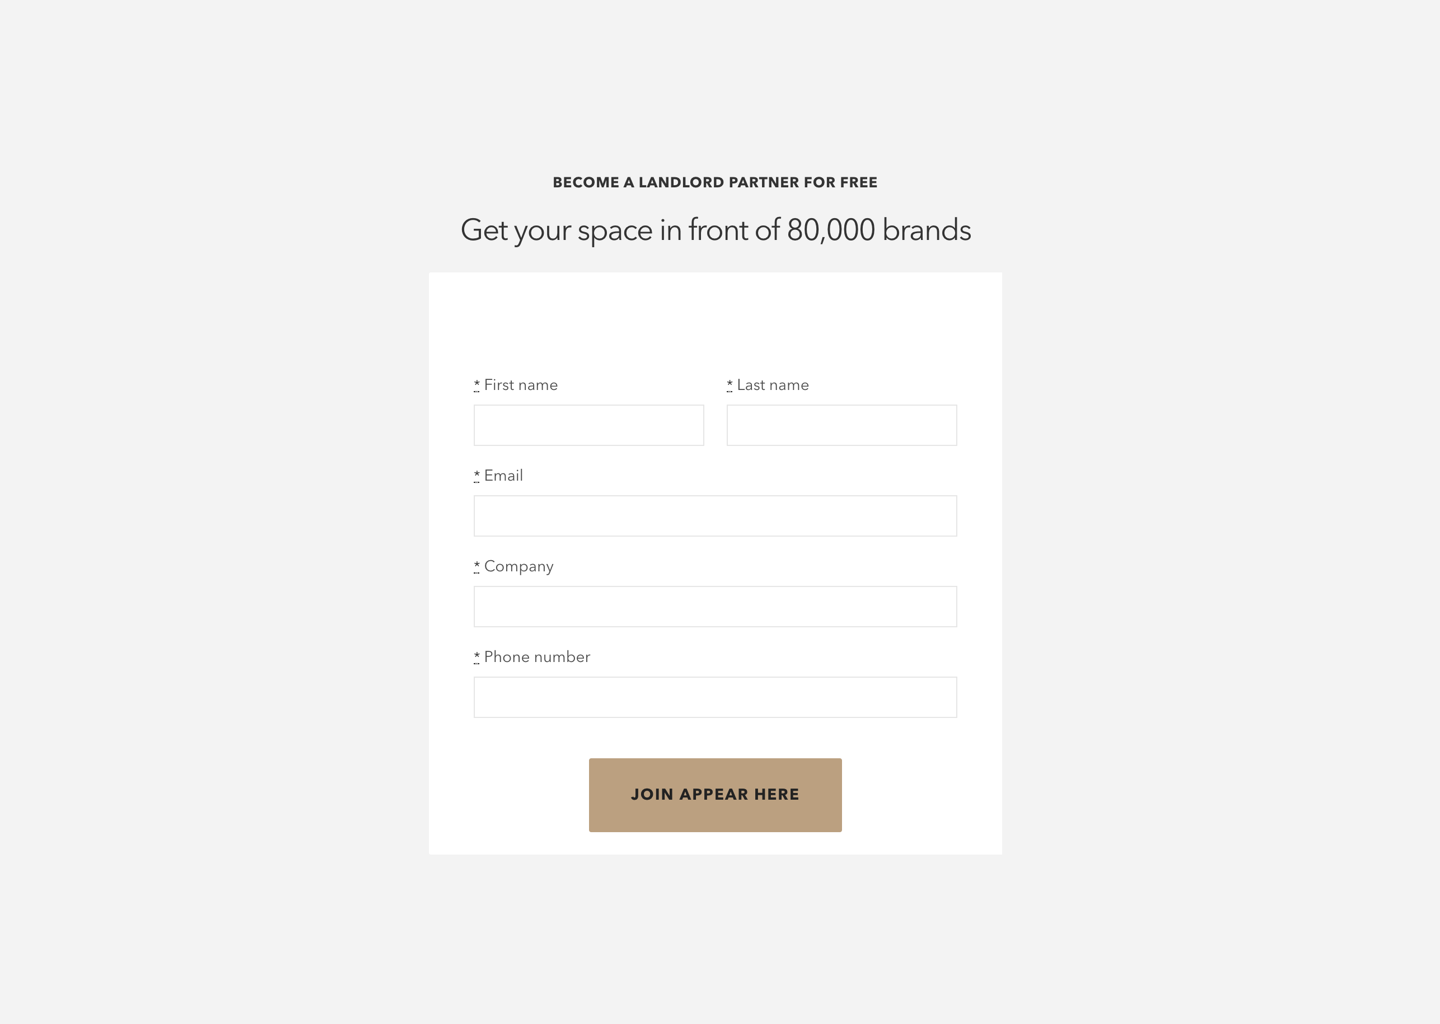 BECOME A LANDLORD PARTNER FOR FREE
Get your space in front of 80,000 brands
* First name
* Last name
* Email
* Company
* Phone number
JOIN APPEAR HERE